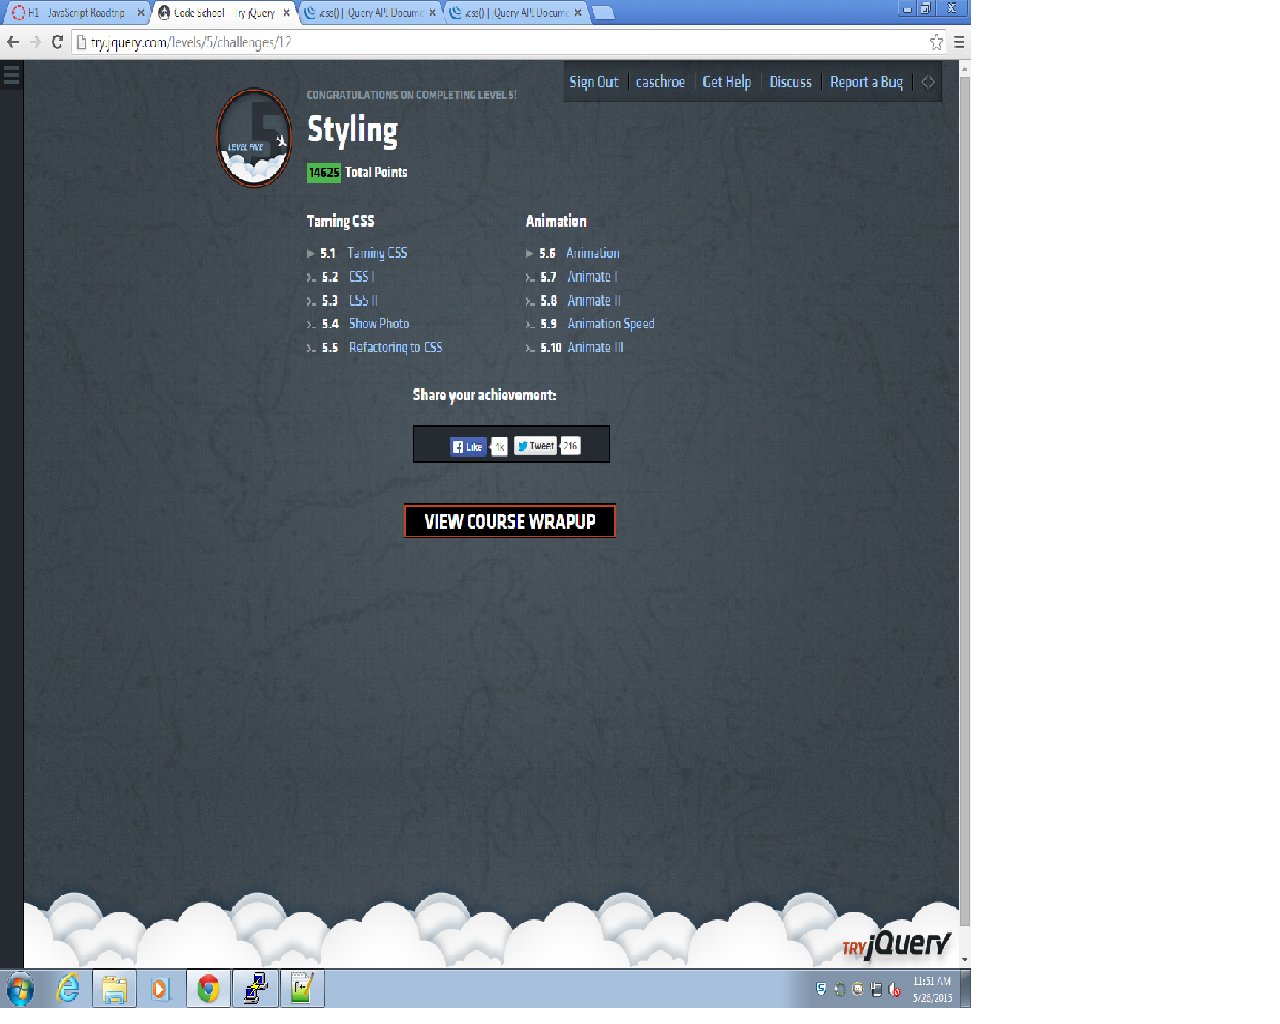 H1 - JavaScript Roadtrip
Code School - Try jQuery
.css() | jQuery API Docume
.css() | jQuery API Docume
try.jquery.com/levels/5/challenges/12
Sign Out
caschroe
Get Help
Discuss
Report a Bug
CONGRATULATIONS ON COMPLETING LEVEL 5!
Styling
5
LEVEL FIVE
14625 Total Points
Taming CSS
5.1 Taming CSS
5.2 CSS I
5.3 CSS II
5.4 Show Photo
5.5 Refactoring to CSS
Animation
5.6 Animation
5.7 Animate I
5.8 Animate II
5.9 Animation Speed
5.10 Animate III
Share your achievement:
Like 1k Tweet 216
VIEW COURSE WRAPUP
TRY jQuery
11:51 AM
5/26/2015